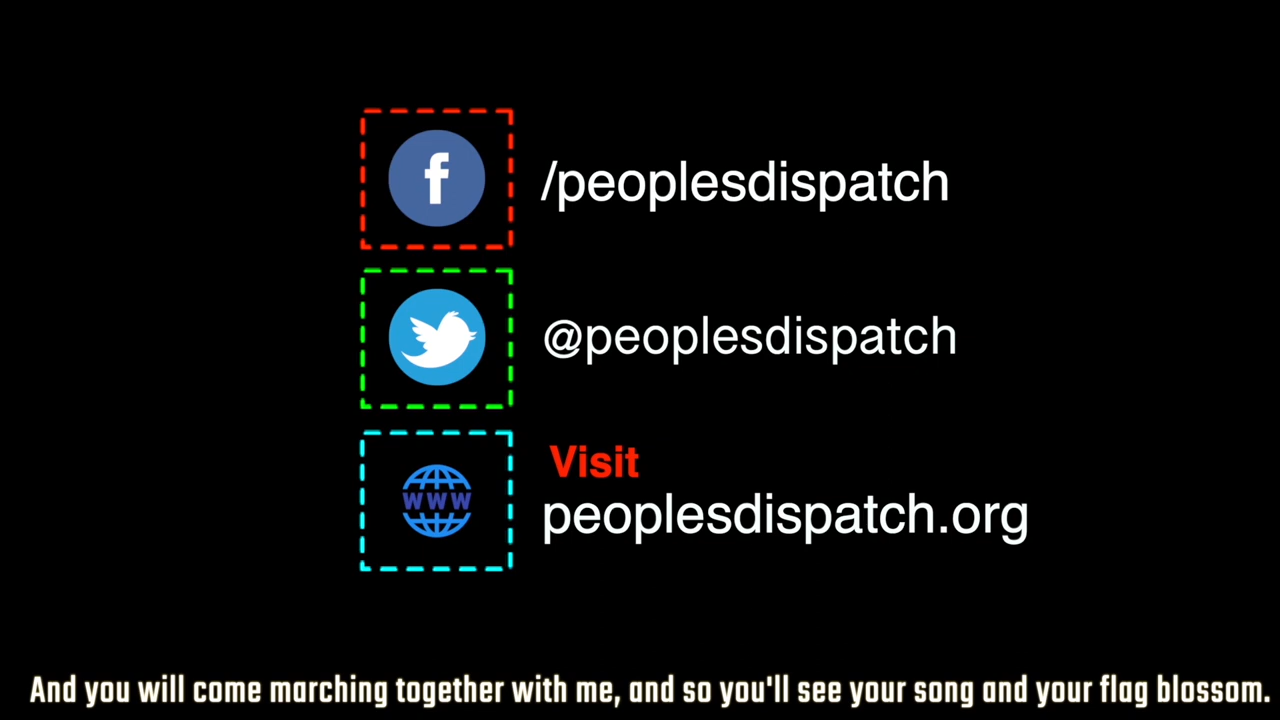 f
/peoplesdispatch
@peoplesdispatch
Visit
WWW
peoplesdispatch.org
And you will come marching together with me, and so you'll see your song and your flag blossom.